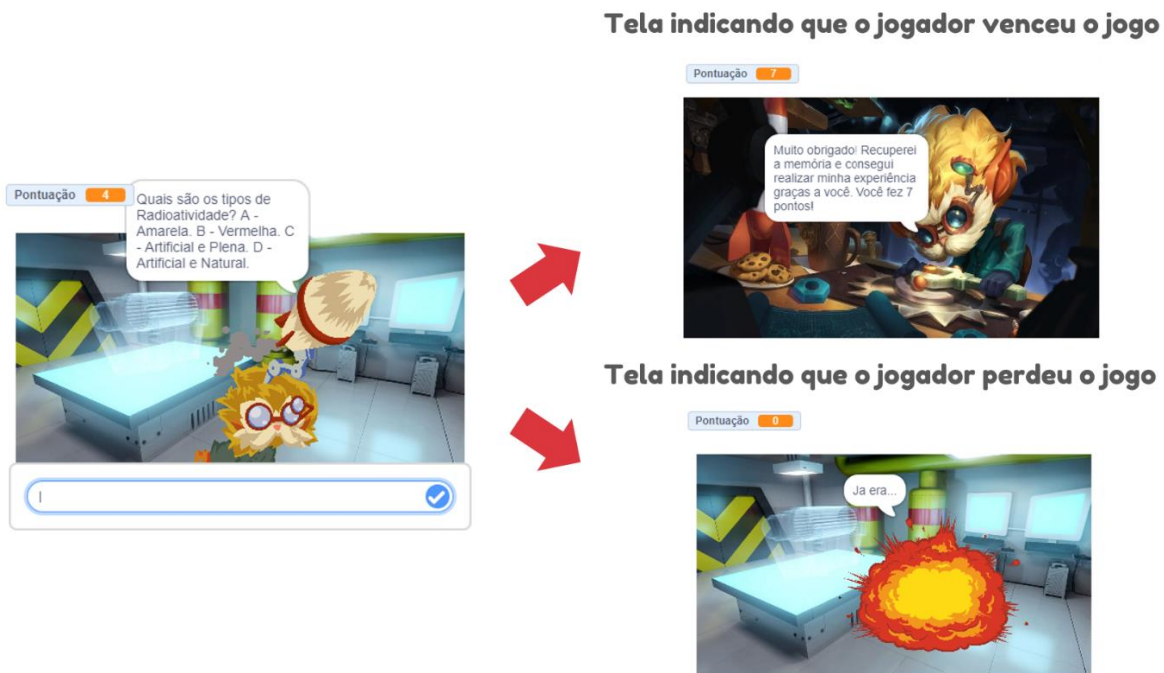 Tela indicando que o jogador venceu o jogo
Pontuação 7
Muito obrigado! Recuperei
a memória e consegui
realizar minha experiência
graças a você. Você fez 7
pontos!
Pontuação 4
Quais são os tipos de
Radioatividade? A -
Amarela. B - Vermelha. C
- Artificial e Plena. D -
Artificial e Natural.
Tela indicando que o jogador perdeu o jogo
Pontuação 0
Ja era...